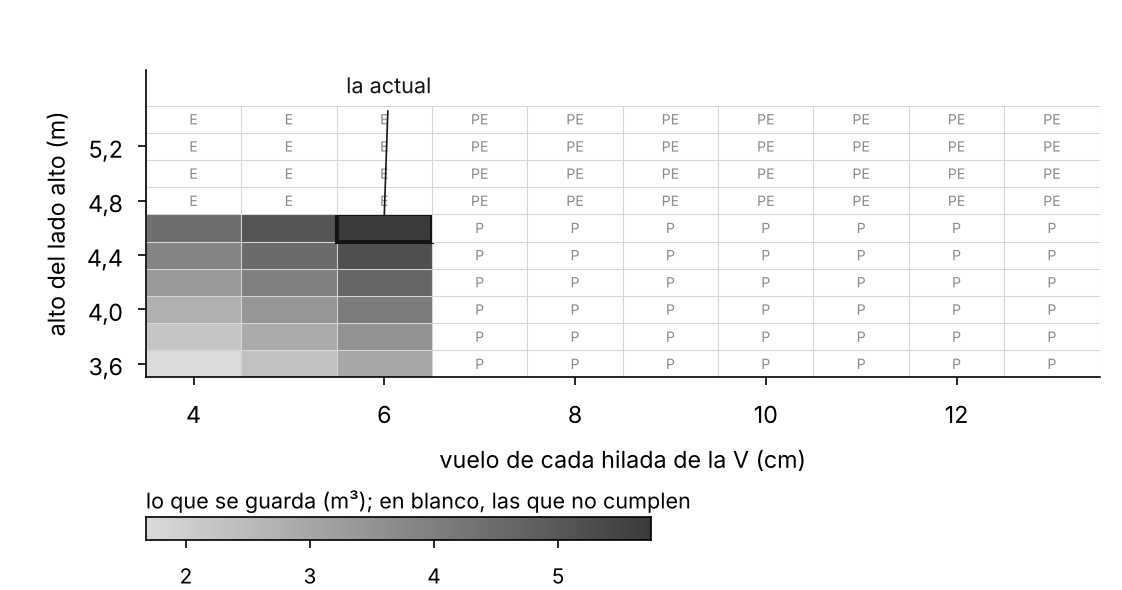 la actual
alto del lado alto (m)
E E E PE PE PE PE PE PE PE
5,2 E E E PE PE PE PE PE PE PE
E E E PE PE PE PE PE PE PE
4,8 E E E PE PE PE PE PE PE PE
P P P P P P P
4,4 P P P P P P P
P P P P P P P
4,0 P P P P P P P
P P P P P P P
3,6 P P P P P P P
4 6 8 10 12
vuelo de cada hilada de la V (cm)
lo que se guarda (m³); en blanco, las que no cumplen
2 3 4 5